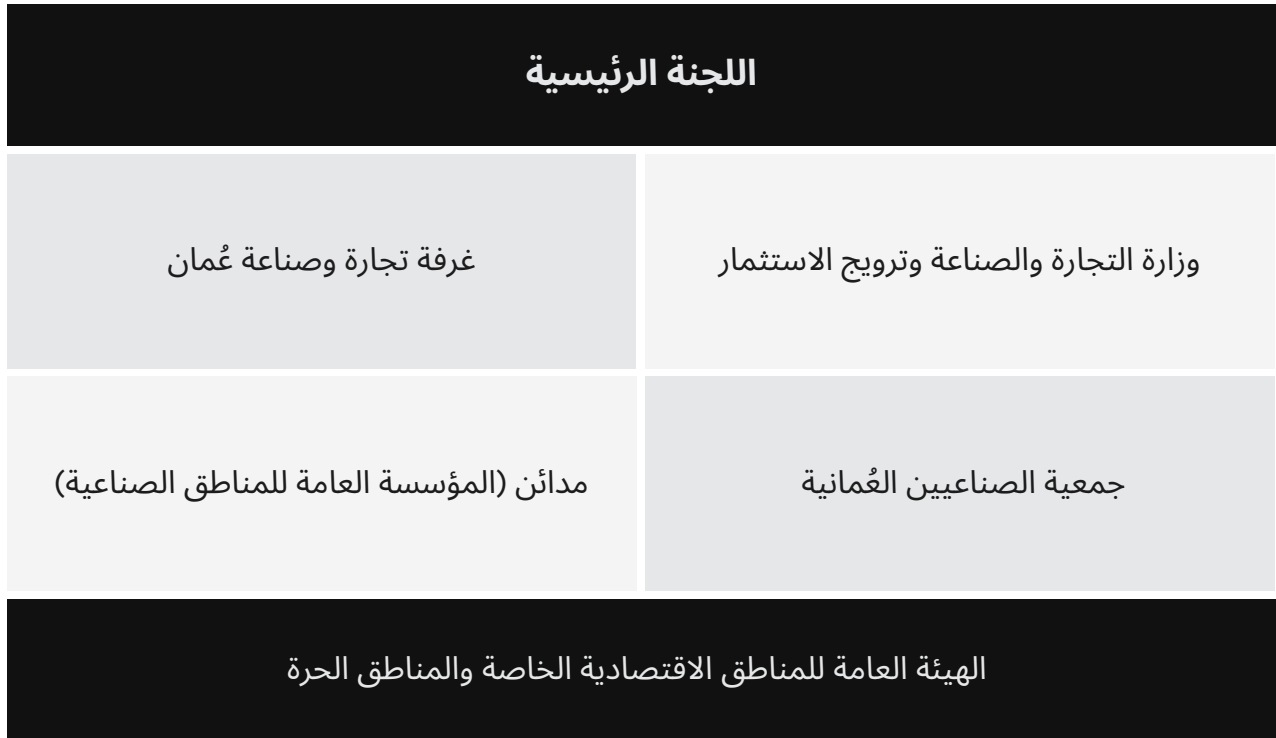 اللجنة الرئيسية
وزارة التجارة والصناعة وترويج الاستثمار
غرفة تجارة وصناعة عُمان
جمعية الصناعيين العُمانية
مدائن (المؤسسة العامة للمناطق الصناعية)
الهيئة العامة للمناطق الاقتصادية الخاصة والمناطق الحرة